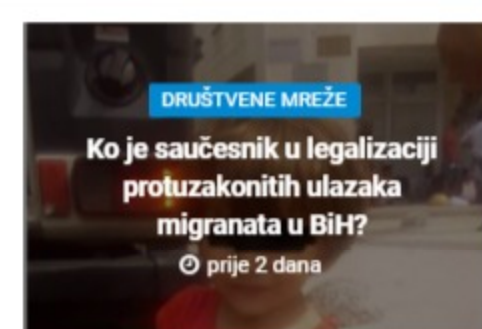 DRUŠTVENE MREŽE
Ko je saučesnik u legalizaciji
protuzakonitih ulazaka
migranata u BiH?
prije 2 dana